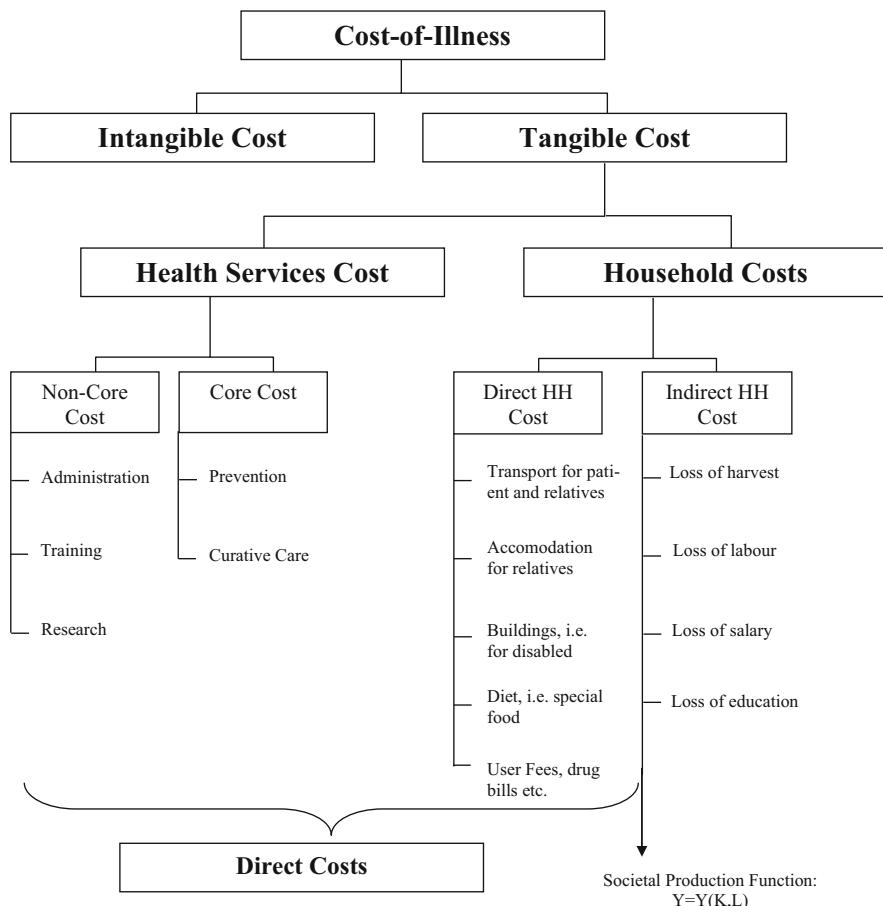 Cost-of-Illness
Intangible Cost
Tangible Cost
Health Services Cost
Household Costs
Non-Core
Cost
Core Cost
Direct HH
Cost
Indirect HH
Cost
Administration
Training
Research
Prevention
Curative Care
Transport for pati-
ent and relatives
Accomodation
for relatives
Buildings, i.e.
for disabled
Diet, i.e. special
food
User Fees, drug
bills etc.
Loss of harvest
Loss of labour
Loss of salary
Loss of education
Direct Costs
Societal Production Function:
Y=Y(K,L)